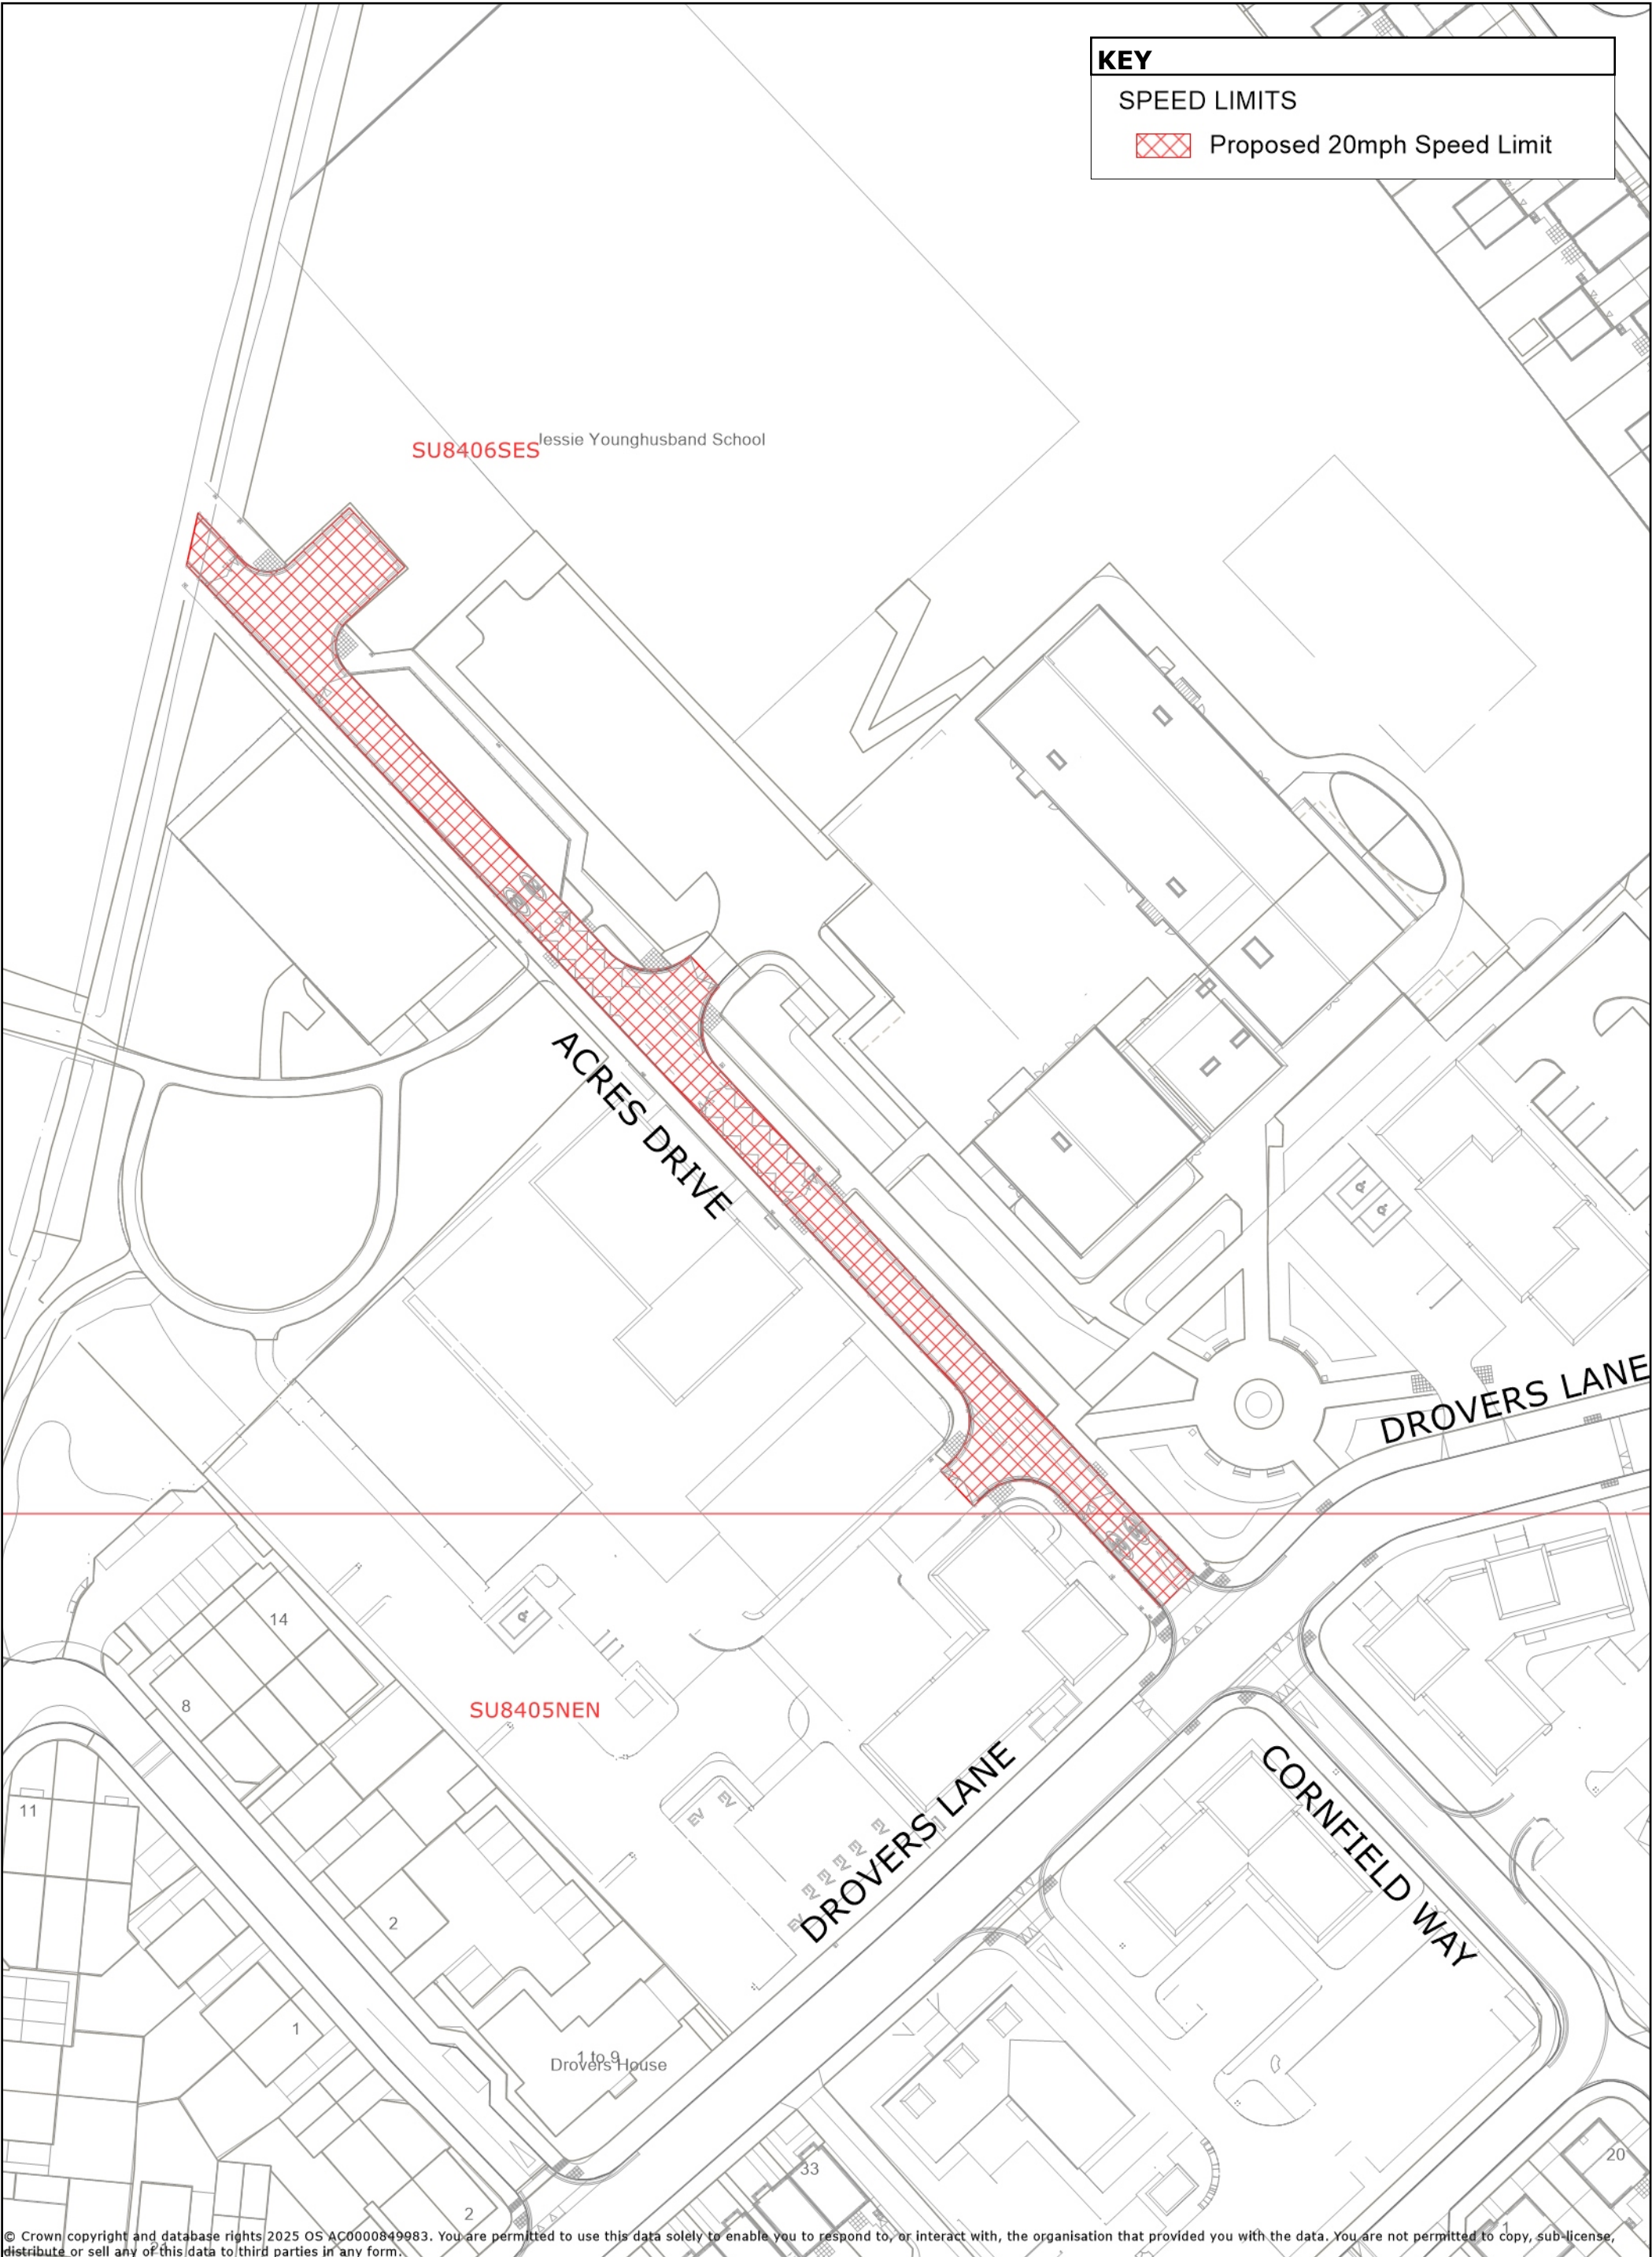 KEY
SPEED LIMITS
Proposed 20mph Speed Limit
SU8406SES
Jessie Younghusband School
ACRES DRIVE
DROVERS LANE
14
8
SU8405NEN
11
EV
EV
EV
EV
EV
EV
EV
EV
DROVERS LANE
CORNFIELD WAY
2
1
1 to 9
Drovers House
33
20
2
1
21
© Crown copyright and database rights 2025 OS AC0000849983. You are permitted to use this data solely to enable you to respond to, or interact with, the organisation that provided you with the data. You are not permitted to copy, sub-license,
distribute or sell any of this data to third parties in any form.